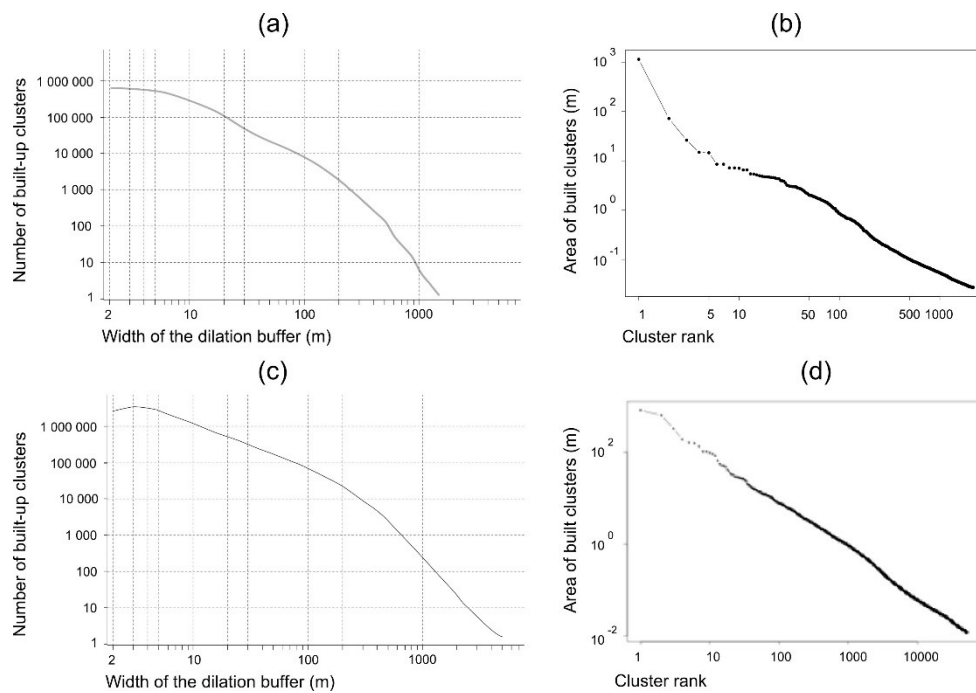 (a)
Number of built-up clusters
1 000 000
100 000
10 000
1 000
100
10
1
2 10 100 1000
Width of the dilation buffer (m)
(b)
Area of built clusters (m)
10³
10²
10¹
10⁰
10⁻¹
1 5 10 50 100 500 1000
Cluster rank
(c)
Number of built-up clusters
1 000 000
100 000
10 000
1 000
100
10
1
2 10 100 1000
Width of the dilation buffer (m)
(d)
Area of built clusters (m)
10²
10⁰
10⁻²
1 10 100 1000 10000
Cluster rank